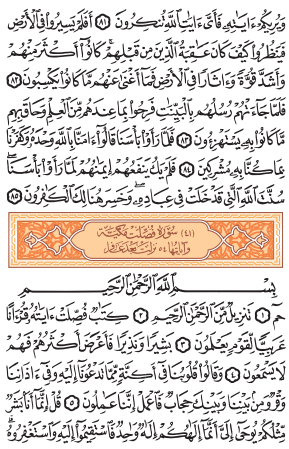 وَيُرِيكُمْ ءَايَٰتِهِۦ فَأَىَّ ءَايَٰتِ ٱللَّهِ تُنكِرُونَ ﴿٨١﴾ أَفَلَمْ يَسِيرُوا۟ فِى ٱلْأَرْضِ
فَيَنظُرُوا۟ كَيْفَ كَانَ عَٰقِبَةُ ٱلَّذِينَ مِن قَبْلِهِمْ كَانُوٓا۟ أَكْثَرَ مِنْهُمْ
وَأَشَدَّ قُوَّةً وَءَاثَارًا فِى ٱلْأَرْضِ فَمَآ أَغْنَىٰ عَنْهُم مَّا كَانُوا۟ يَكْسِبُونَ ﴿٨٢﴾
فَلَمَّا جَآءَتْهُمْ رُسُلُهُم بِٱلْبَيِّنَٰتِ فَرِحُوا۟ بِمَا عِندَهُم مِّنَ ٱلْعِلْمِ وَحَاقَ بِهِم
مَّا كَانُوا۟ بِهِۦ يَسْتَهْزِءُونَ ﴿٨٣﴾ فَلَمَّا رَأَوْا۟ بَأْسَنَا قَالُوٓا۟ ءَامَنَّا بِٱللَّهِ وَحْدَهُۥ وَكَفَرْنَا
بِمَا كُنَّا بِهِۦ مُشْرِكِينَ ﴿٨٤﴾ فَلَمْ يَكُ يَنفَعُهُمْ إِيمَٰنُهُمْ لَمَّا رَأَوْا۟ بَأْسَنَا
سُنَّتَ ٱللَّهِ ٱلَّتِى قَدْ خَلَتْ فِى عِبَادِهِۦ وَخَسِرَ هُنَالِكَ ٱلْكَٰفِرُونَ ﴿٨٥﴾
(٤١) سُورَةُ فُصِّلَتْ مَكِّيَّة
وَآيَاتُهَا ٥٤ نَزَلَتْ بَعْدَ غَافِر
بِسْمِ ٱللَّهِ ٱلرَّحْمَٰنِ ٱلرَّحِيمِ
حمٓ ﴿١﴾ تَنزِيلٌ مِّنَ ٱلرَّحْمَٰنِ ٱلرَّحِيمِ ﴿٢﴾ كِتَٰبٌ فُصِّلَتْ ءَايَٰتُهُۥ قُرْءَانًا
عَرَبِيًّا لِّقَوْمٍ يَعْلَمُونَ ﴿٣﴾ بَشِيرًا وَنَذِيرًا فَأَعْرَضَ أَكْثَرُهُمْ فَهُمْ
لَا يَسْمَعُونَ ﴿٤﴾ وَقَالُوا۟ قُلُوبُنَا فِىٓ أَكِنَّةٍ مِّمَّا تَدْعُونَآ إِلَيْهِ وَفِىٓ ءَاذَانِنَا
وَقْرٌ وَمِنۢ بَيْنِنَا وَبَيْنِكَ حِجَابٌ فَٱعْمَلْ إِنَّنَا عَٰمِلُونَ ﴿٥﴾ قُلْ إِنَّمَآ أَنَا۠ بَشَرٌ
مِّثْلُكُمْ يُوحَىٰٓ إِلَىَّ أَنَّمَآ إِلَٰهُكُمْ إِلَٰهٌ وَٰحِدٌ فَٱسْتَقِيمُوٓا۟ إِلَيْهِ وَٱسْتَغْفِرُوهُ